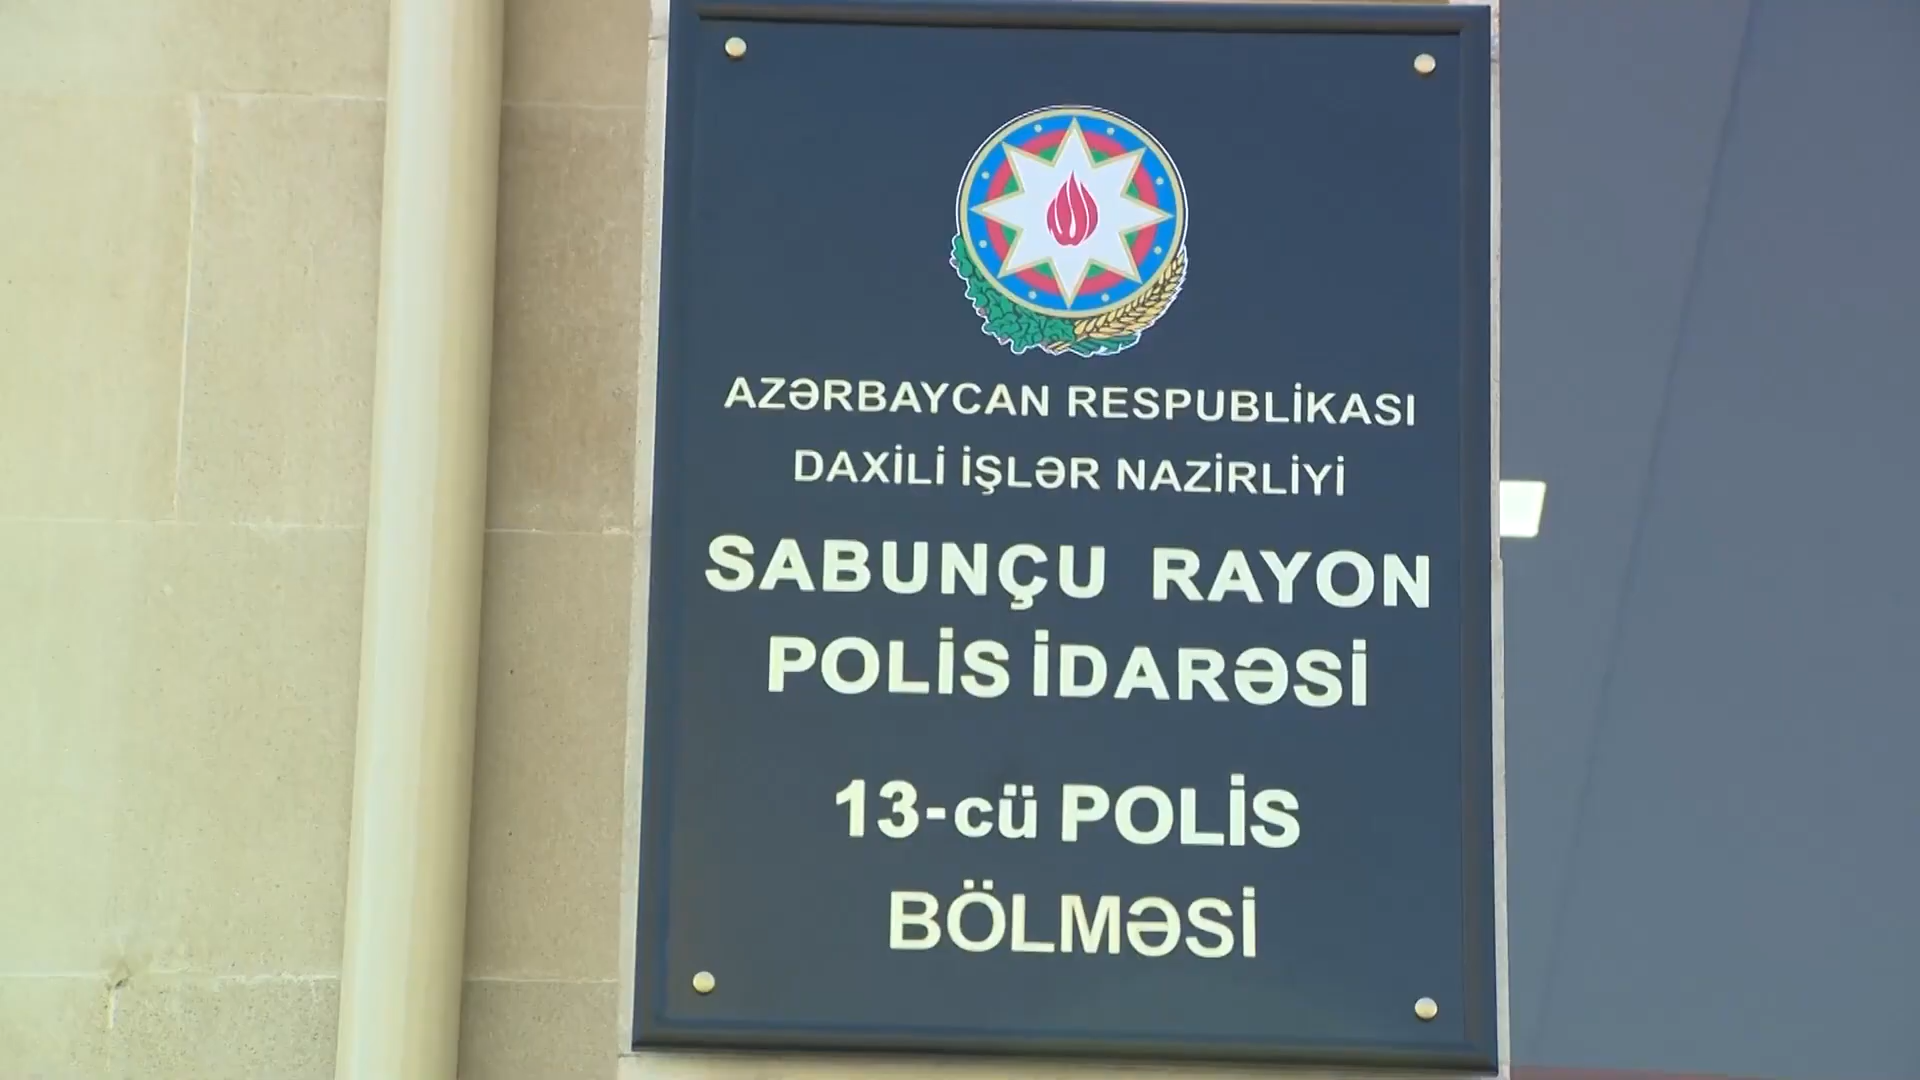 AZƏRBAYCAN RESPUBLİKASI
DAXİLİ İŞLƏR NAZİRLİYİ
SABUNÇU RAYON
POLİS İDARƏSİ
13-cü POLİS
BÖLMƏSİ